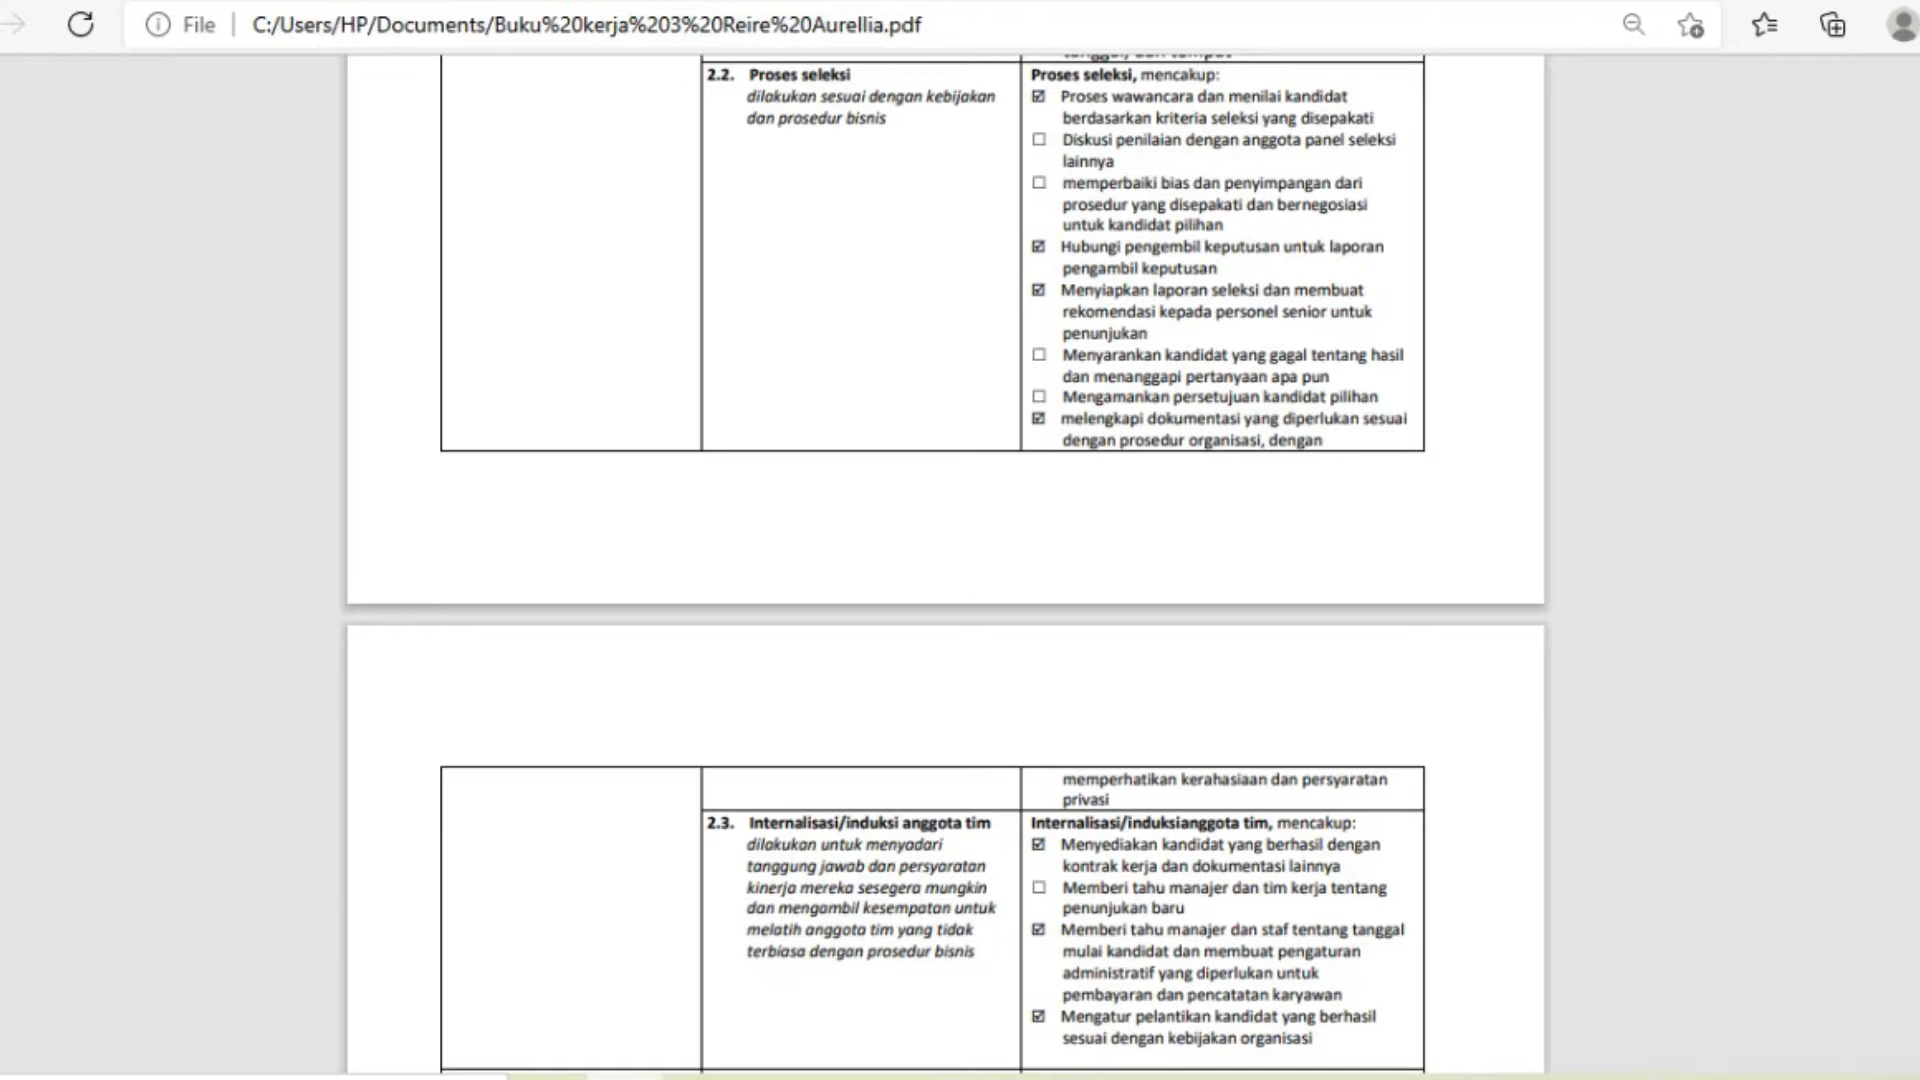 File
C:/Users/HP/Documents/Buku%20kerja%203%20Reire%20Aurellia.pdf
2.2. Proses seleksi
dilakukan sesuai dengan kebijakan
dan prosedur bisnis
Proses seleksi, mencakup:
☑ Proses wawancara dan menilai kandidat
berdasarkan kriteria seleksi yang disepakati
☐ Diskusi penilaian dengan anggota panel seleksi
lainnya
☐ memperbaiki bias dan penyimpangan dari
prosedur yang disepakati dan bernegosiasi
untuk kandidat pilihan
☑ Hubungi pengembil keputusan untuk laporan
pengambil keputusan
☑ Menyiapkan laporan seleksi dan membuat
rekomendasi kepada personel senior untuk
penunjukan
☐ Menyarankan kandidat yang gagal tentang hasil
dan menanggapi pertanyaan apa pun
☐ Mengamankan persetujuan kandidat pilihan
☑ melengkapi dokumentasi yang diperlukan sesuai
dengan prosedur organisasi, dengan
memperhatikan kerahasiaan dan persyaratan
privasi
2.3. Internalisasi/induksi anggota tim
dilakukan untuk menyadari
tanggung jawab dan persyaratan
kinerja mereka sesegera mungkin
dan mengambil kesempatan untuk
melatih anggota tim yang tidak
terbiasa dengan prosedur bisnis
Internalisasi/induksianggota tim, mencakup:
☑ Menyediakan kandidat yang berhasil dengan
kontrak kerja dan dokumentasi lainnya
☐ Memberi tahu manajer dan tim kerja tentang
penunjukan baru
☑ Memberi tahu manajer dan staf tentang tanggal
mulai kandidat dan membuat pengaturan
administratif yang diperlukan untuk
pembayaran dan pencatatan karyawan
☑ Mengatur pelantikan kandidat yang berhasil
sesuai dengan kebijakan organisasi